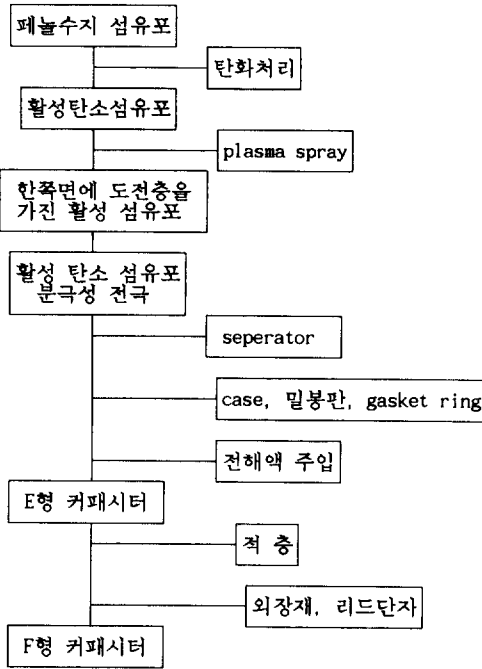 페놀수지 섬유포
탄화처리
활성탄소섬유포
plasma spray
한쪽면에 도전층을
가진 활성 섬유포
활성 탄소 섬유포
분극성 전극
seperator
case, 밀봉판, gasket ring
전해액 주입
E형 커패시터
적 층
외장재, 리드단자
F형 커패시터